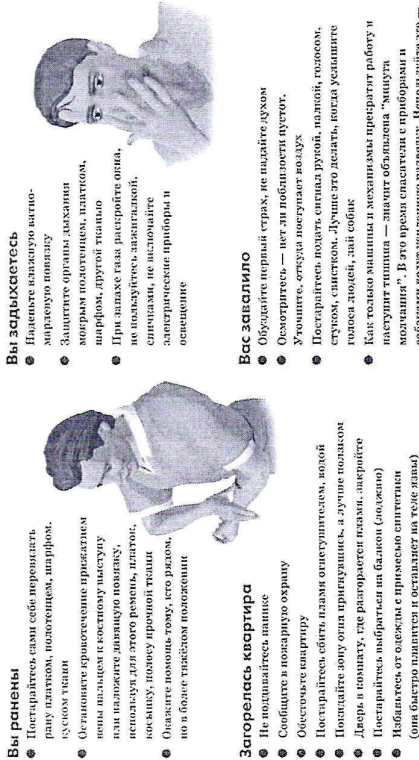 Вы ранены
Постарайтесь сами себе перевязать
рану платком, полотенцем, шарфом,
куском ткани
Остановите кровотечение прижатием
вены пальцем к костному выступу
или наложите давящую повязку,
используя для этого ремень, платок,
косынку, полосу прочной ткани
Окажите помощь тому, кто рядом,
но в более тяжёлом положении
Загорелась квартира
Не поддавайтесь панике
Сообщите в пожарную охрану
Обесточьте квартиру
Постарайтесь сбить пламя огнетушителем, водой
Покидайте зону огня пригнувшись, а лучше ползком
Дверь в комнату, где разгорается пламя, закройте
Постарайтесь выбраться на балкон (лоджию)
Избавьтесь от одежды с примесью синтетики
(она быстро плавится и оставляет на теле язвы)
Вы задыхаетесь
Наденьте влажную ватно-
марлевую повязку
Защитите органы дыхания
мокрым полотенцем, платком,
шарфом, другой тканью
При запахе газа раскройте окна,
не пользуйтесь зажигалкой,
спичками, не включайте
электрические приборы и
освещение
Вас завалило
Обуздайте первый страх, не падайте духом
Осмотритесь — нет ли поблизости пустот.
Уточните, откуда поступает воздух
Постарайтесь подать сигнал рукой, палкой, голосом,
стуком, свистком. Лучше это делать, когда услышите
голоса людей, лай собак
Как только машины и механизмы прекратят работу и
наступит тишина — значит объявлена "минута
молчания". В это время спасатели с приборами и